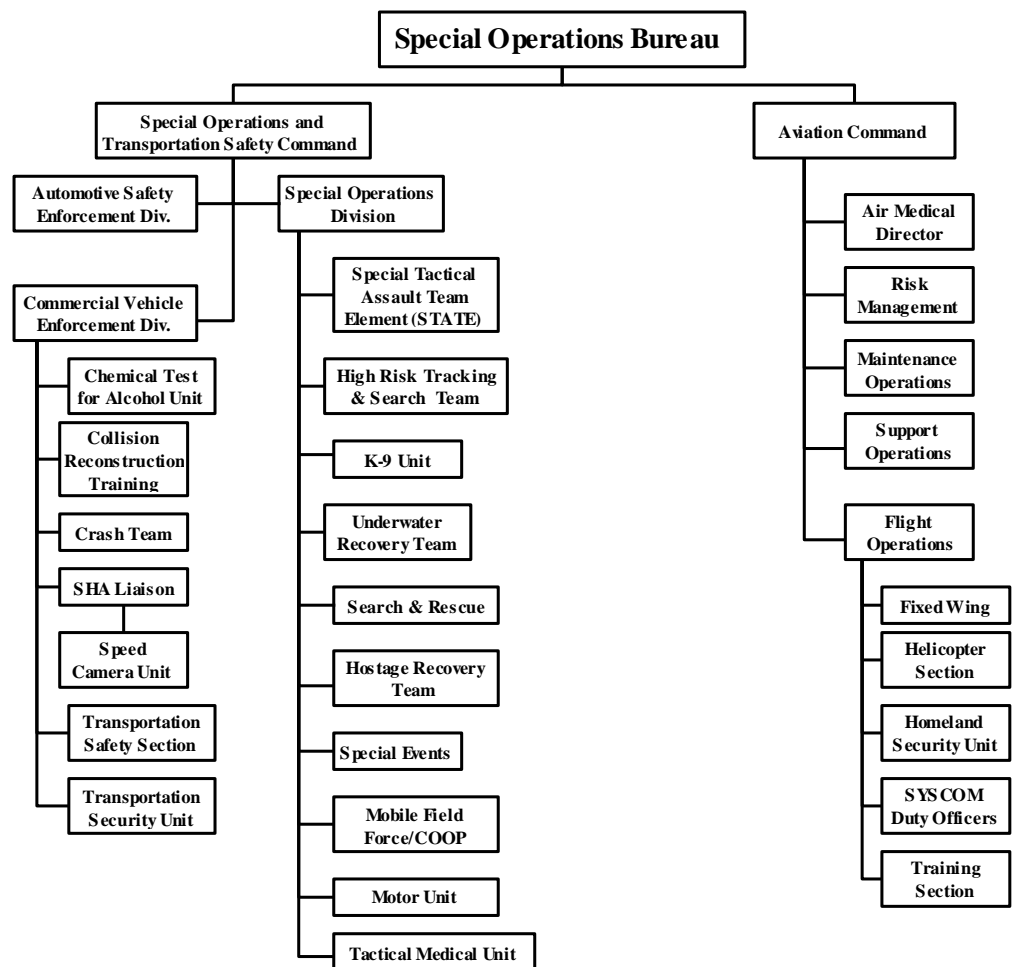 Special Operations Bureau
Special Operations and
Transportation Safety Command
Aviation Command
Automotive Safety
Enforcement Div.
Special Operations
Division
Commercial Vehicle
Enforcement Div.
Chemical Test
for Alcohol Unit
Collision
Reconstruction
Training
Crash Team
SHA Liaison
Speed
Camera Unit
Transportation
Safety Section
Transportation
Security Unit
Special Tactical
Assault Team
Element (STATE)
High Risk Tracking
& Search Team
K-9 Unit
Underwater
Recovery Team
Search & Rescue
Hostage Recovery
Team
Special Events
Mobile Field
Force/COOP
Motor Unit
Tactical Medical Unit
Air Medical
Director
Risk
Management
Maintenance
Operations
Support
Operations
Flight
Operations
Fixed Wing
Helicopter
Section
Homeland
Security Unit
SYSCOM
Duty Officers
Training
Section